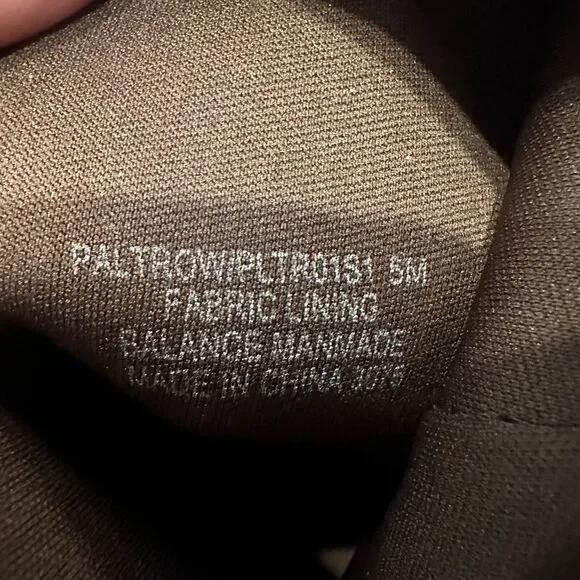 PALTROW/PLTR01S1 5M
FABRIC LINING
BALANCE MANMADE
MADE IN CHINA